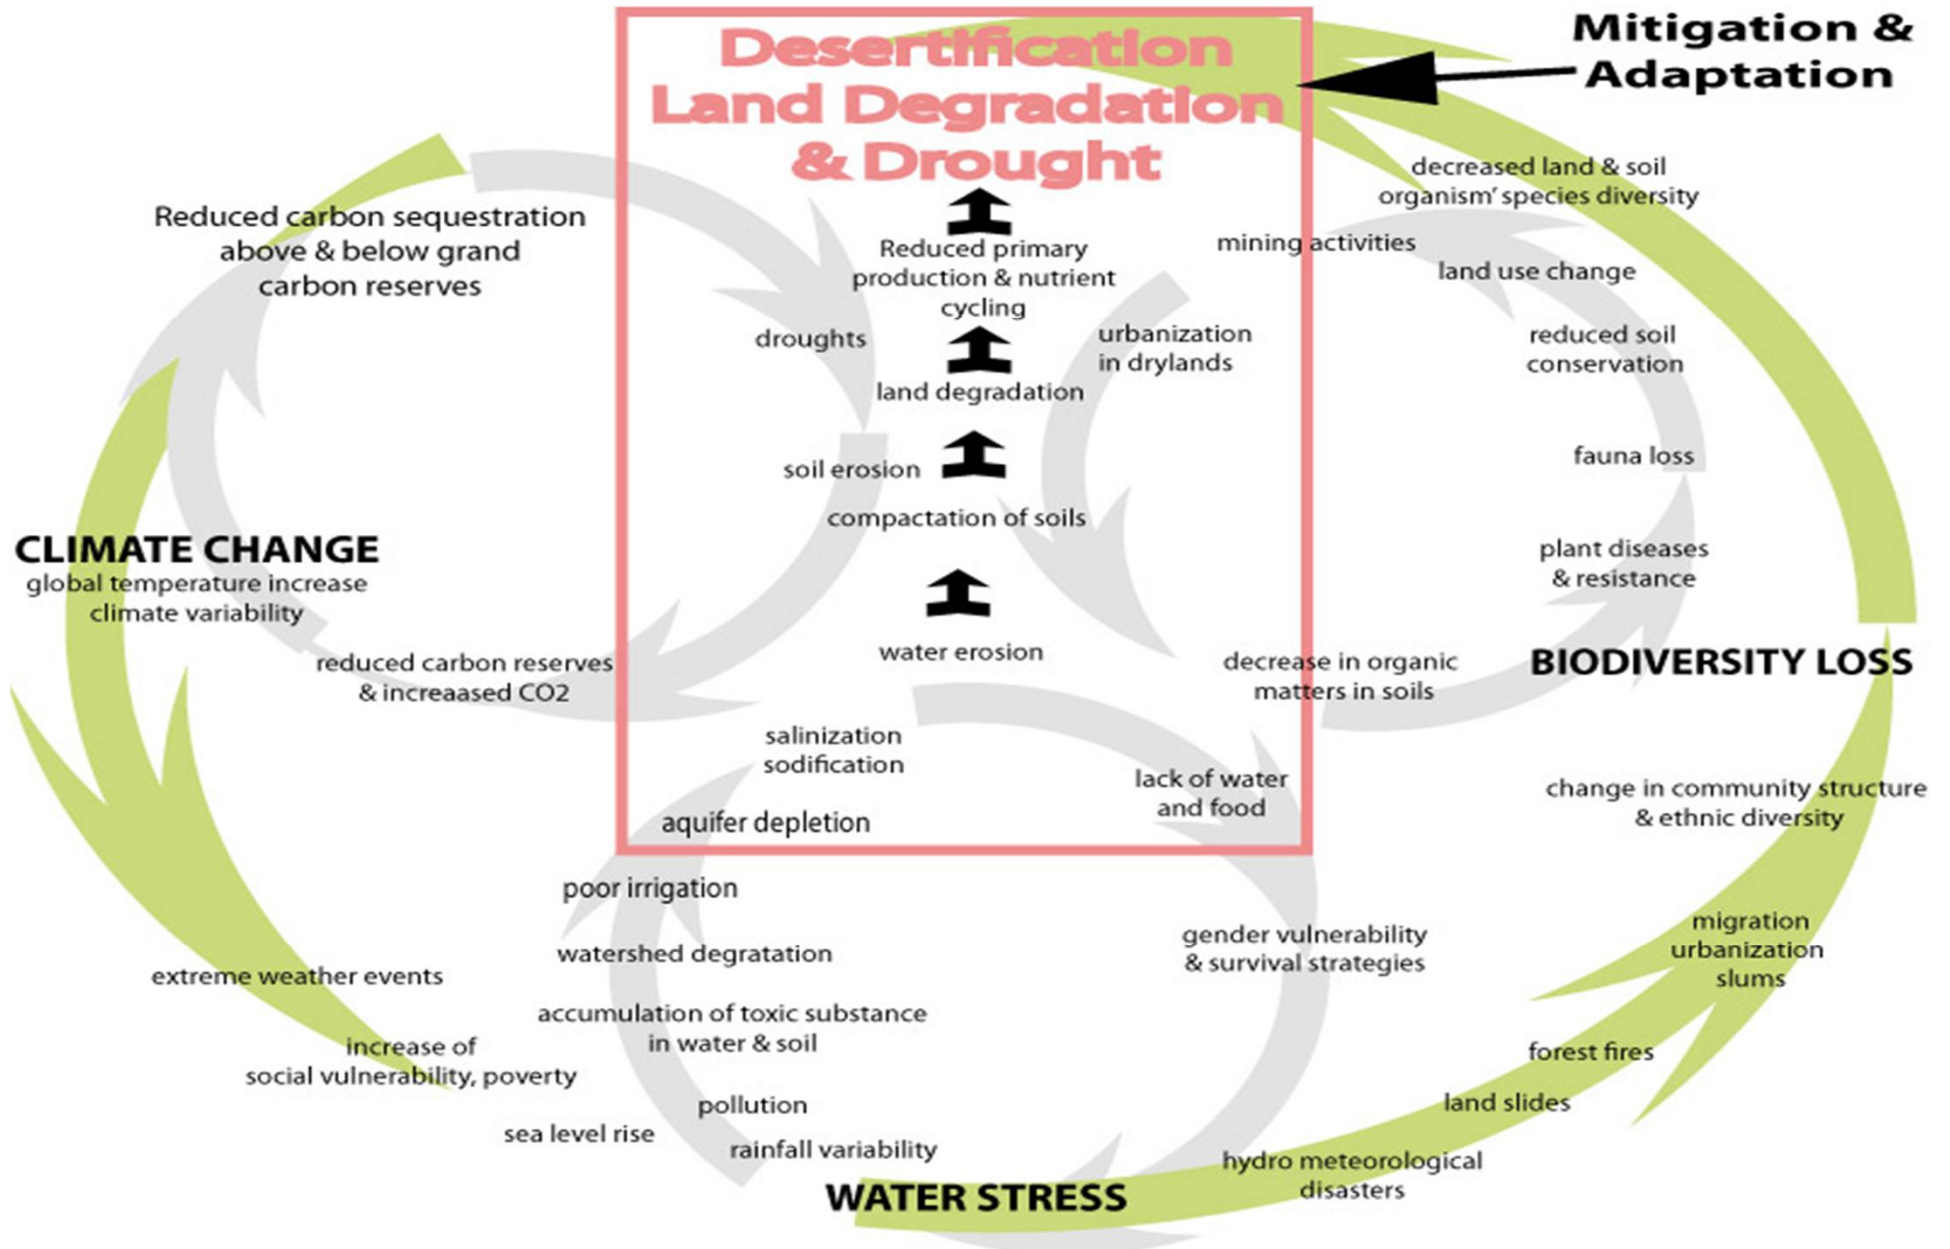 Desertification
Land Degradation
& Drought
Mitigation &
Adaptation
decreased land & soil
organism' species diversity
mining activities
land use change
Reduced carbon sequestration
above & below grand
carbon reserves
Reduced primary
production & nutrient
cycling
droughts
urbanization
in drylands
reduced soil
conservation
land degradation
soil erosion
fauna loss
compactation of soils
CLIMATE CHANGE
global temperature increase
climate variability
plant diseases
& resistance
water erosion
reduced carbon reserves
& increaased CO2
decrease in organic
matters in soils
BIODIVERSITY LOSS
salinization
sodification
lack of water
and food
change in community structure
& ethnic diversity
aquifer depletion
poor irrigation
watershed degratation
gender vulnerability
& survival strategies
migration
urbanization
slums
extreme weather events
accumulation of toxic substance
in water & soil
increase of
social vulnerability, poverty
forest fires
land slides
pollution
sea level rise
rainfall variability
hydro meteorological
disasters
WATER STRESS